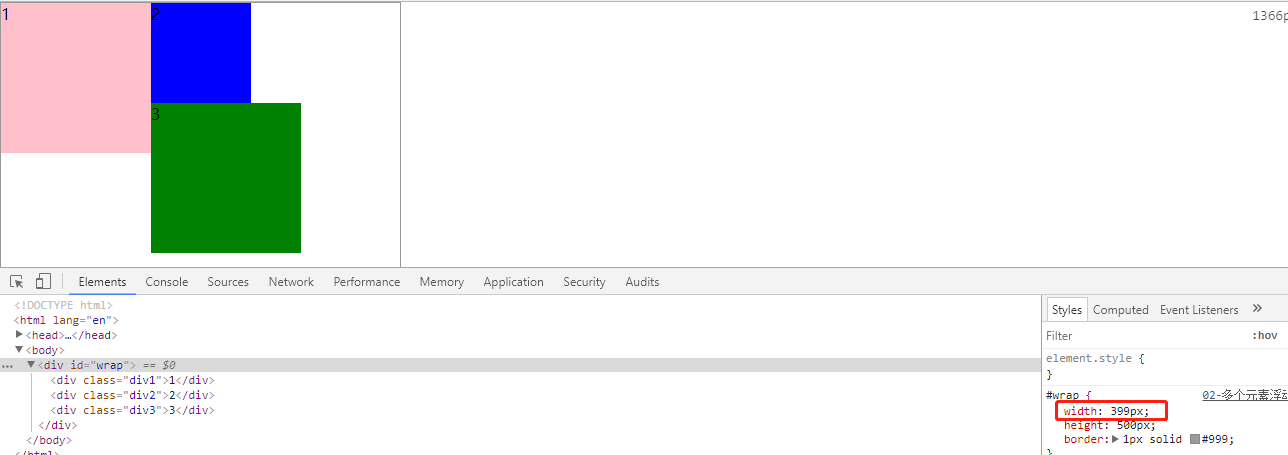 1
2
1366p
3
Elements Console Sources Network Performance Memory Application Security Audits
<!DOCTYPE html>
<html lang="en">
▶<head>…</head>
▼<body>
… ▼<div id="wrap"> == $0
<div class="div1">1</div>
<div class="div2">2</div>
<div class="div3">3</div>
</div>
</body>
</html>
Styles Computed Event Listeners »
Filter :hov
element.style {
}
#wrap { 02-多个元素浮动
width: 399px;
height: 500px;
border:▶ 1px solid #999;
}